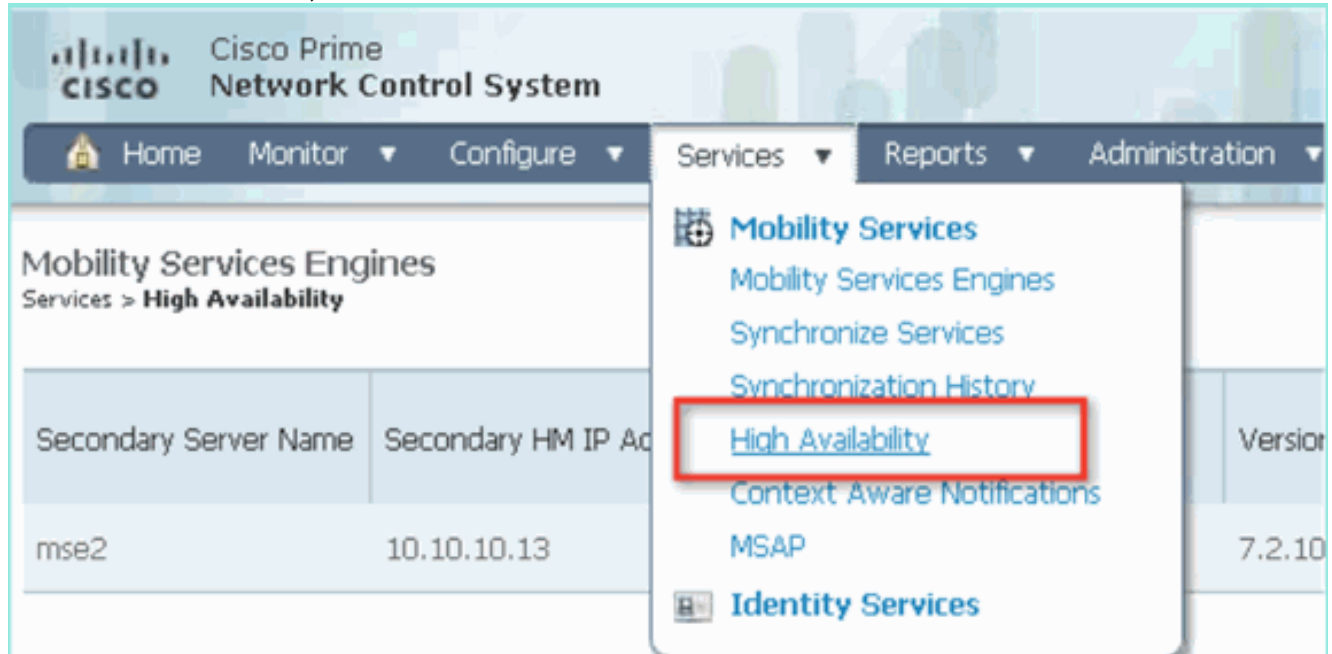 Cisco Prime
CISCO Network Control System
Home Monitor Configure Services Reports Administration
Mobility Services Engines
Services > High Availability
Mobility Services
Mobility Services Engines
Synchronize Services
Synchronization History
High Availability
Context Aware Notifications
MSAP
Identity Services
Secondary Server Name Secondary HM IP Ad Version
mse2 10.10.10.13 7.2.10